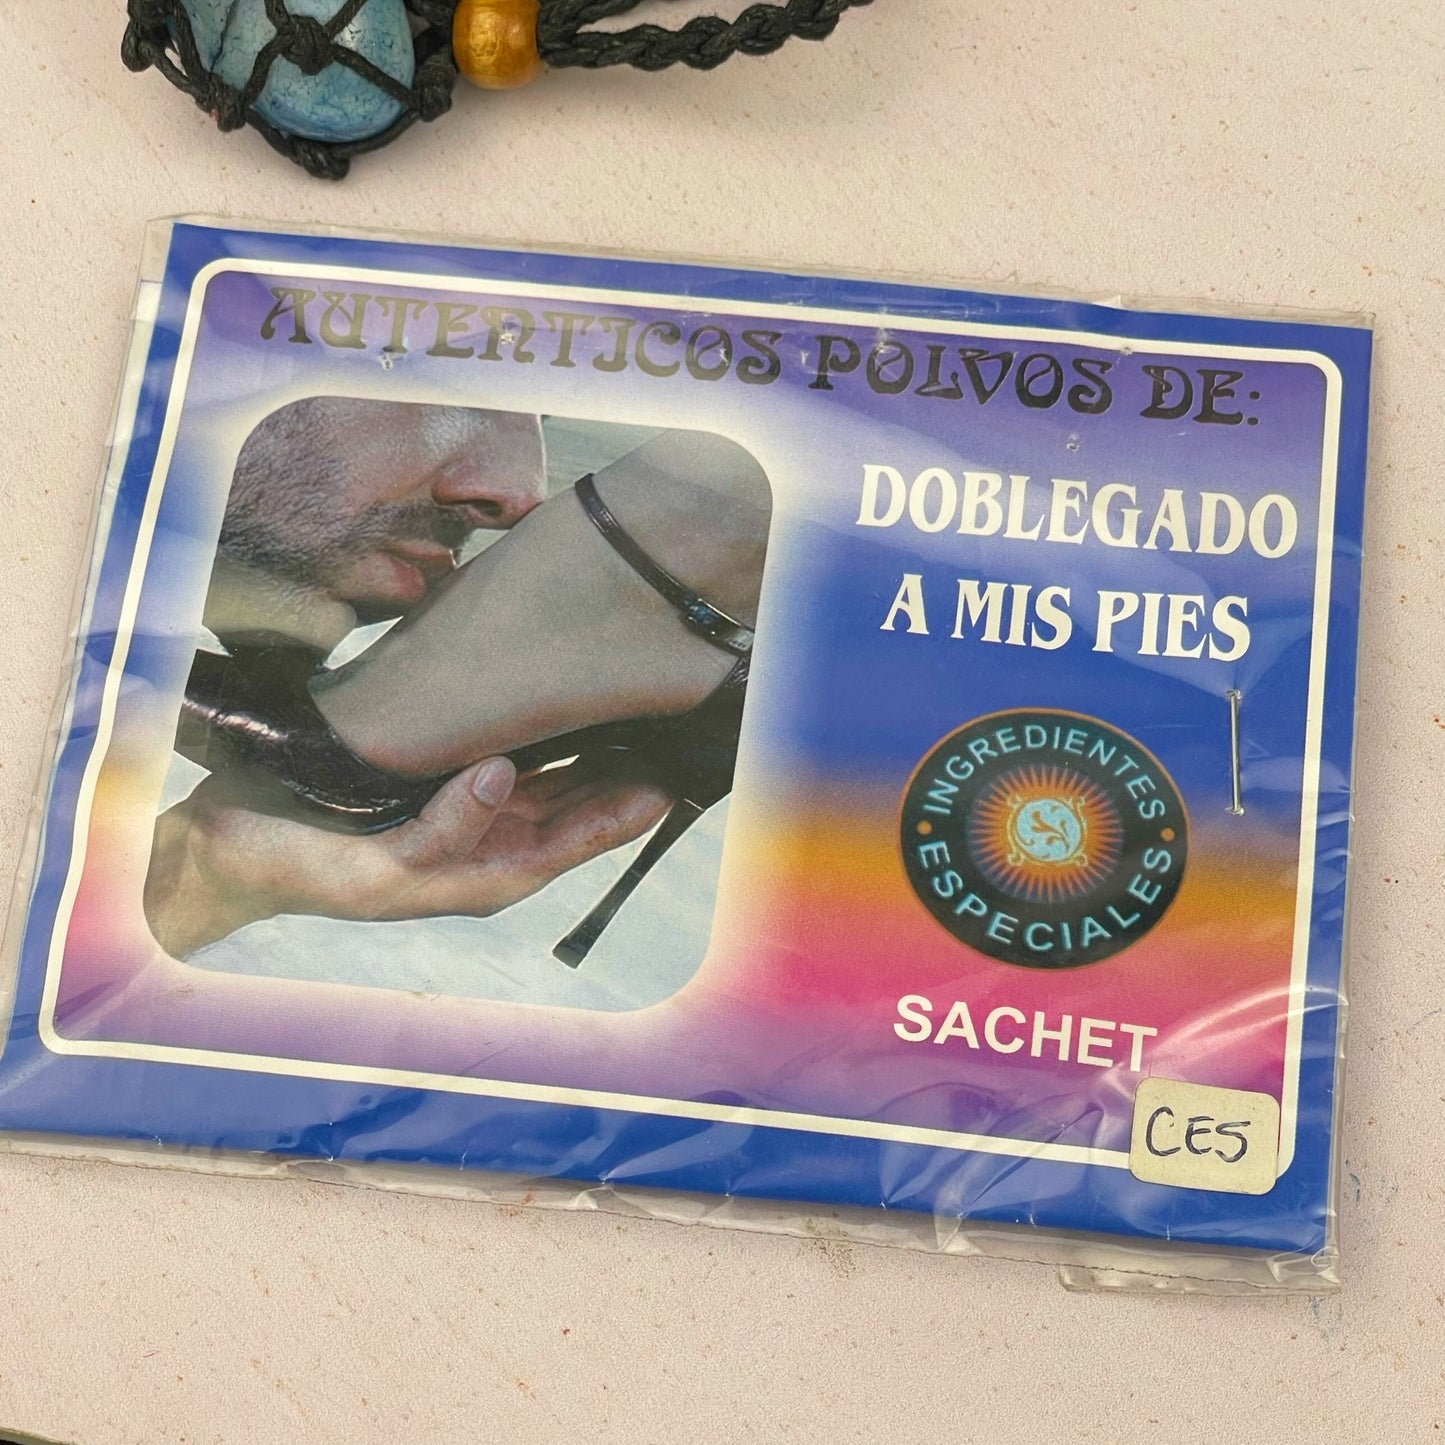 AUTENTICOS POLVOS DE:
DOBLEGADO
A MIS PIES
INGREDIENTES
ESPECIALES
SACHET
CES